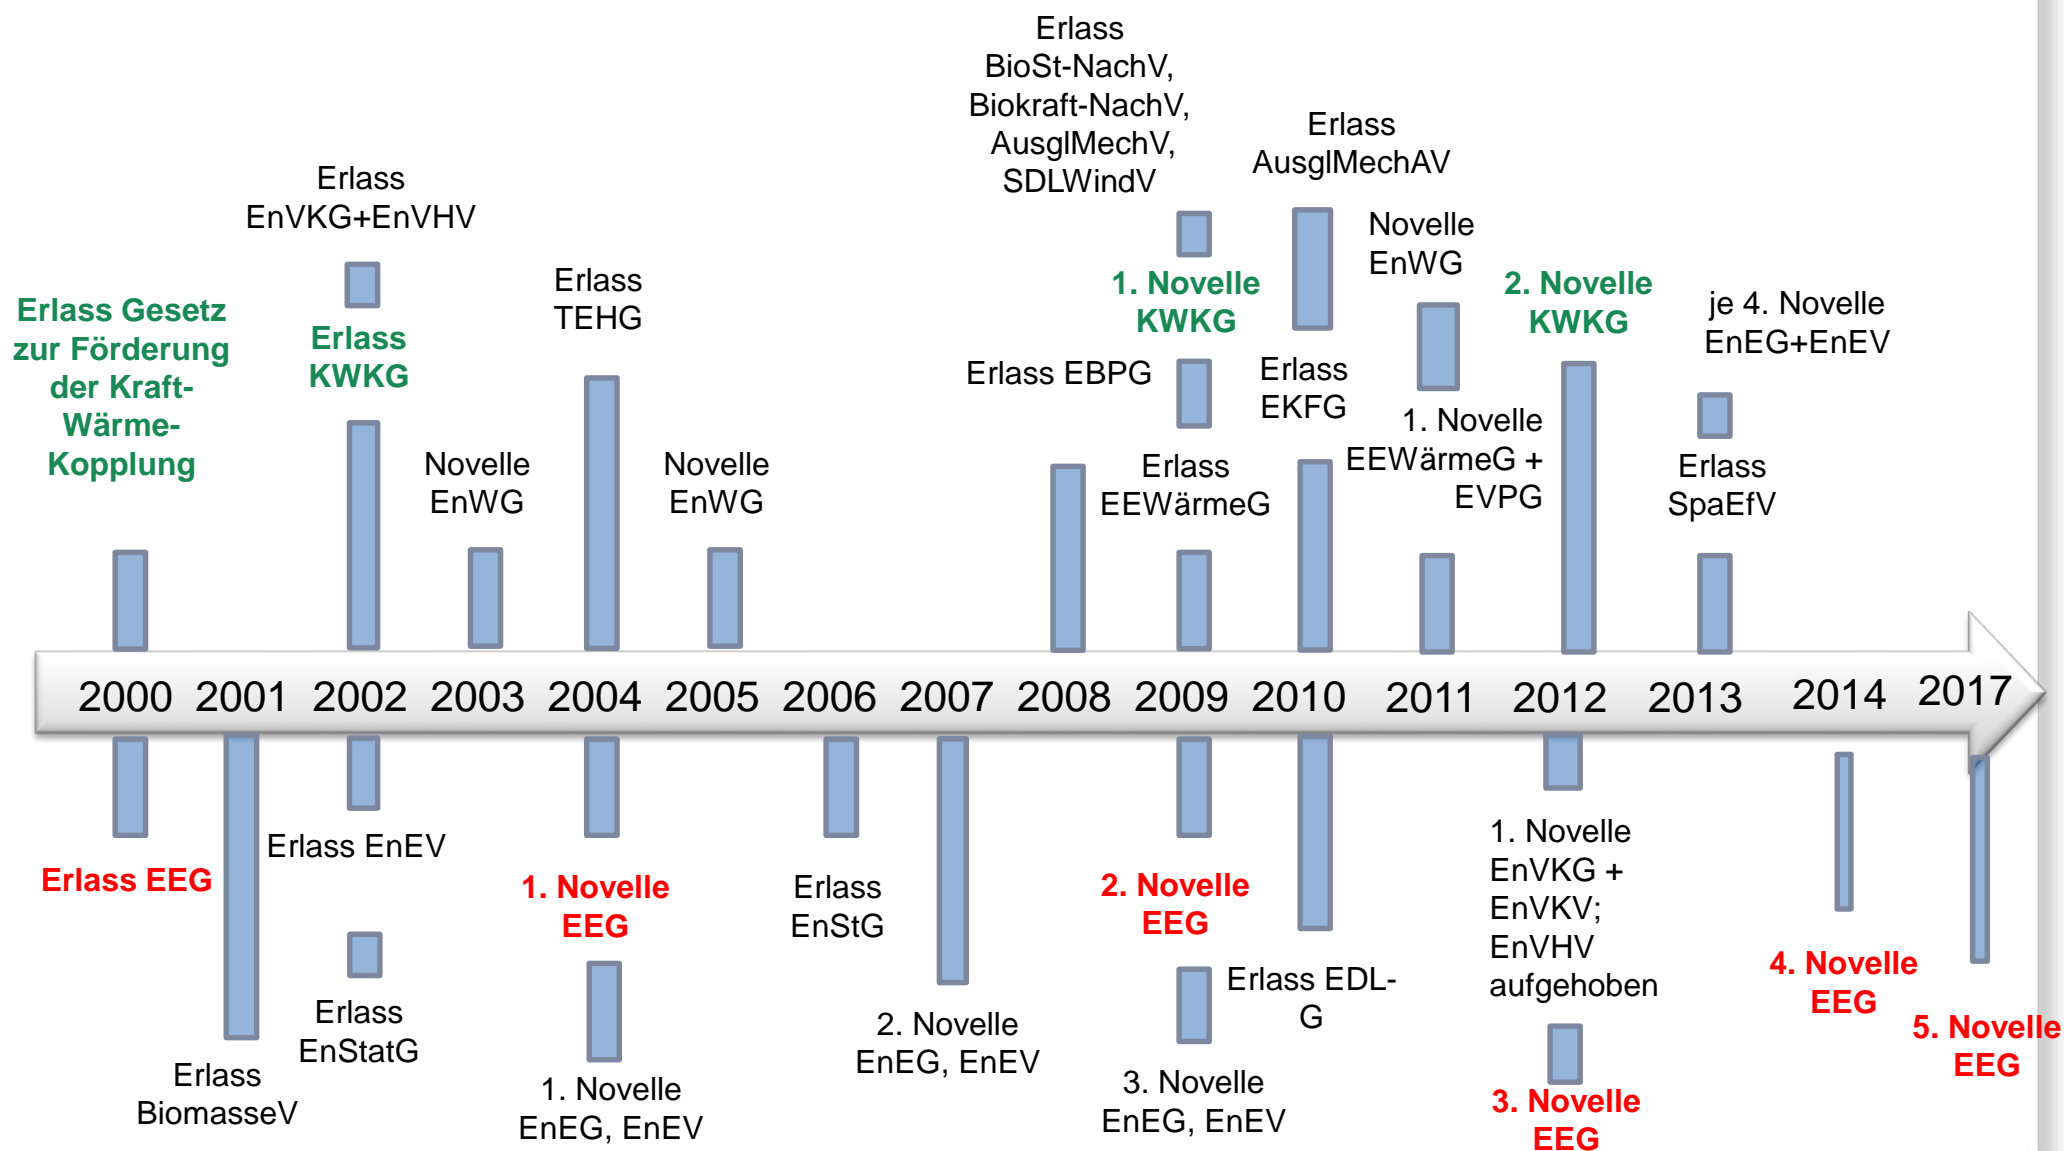 Erlass
BioSt-NachV,
Biokraft-NachV,
AusglMechV,
SDLWindV
Erlass
AusglMechAV
Erlass
EnVKG+EnVHV
Novelle
EnWG
Erlass
TEHG
1. Novelle
KWKG
2. Novelle
KWKG
je 4. Novelle
EnEG+EnEV
Erlass Gesetz
zur Förderung
der Kraft-
Wärme-
Kopplung
Erlass
KWKG
Erlass EBPG
Erlass
EKFG
1. Novelle
EEWärmeG +
EVPG
Novelle
EnWG
Novelle
EnWG
Erlass
EEWärmeG
Erlass
SpaEfV
2000 2001 2002 2003 2004 2005 2006 2007 2008 2009 2010 2011 2012 2013 2014 2017
Erlass EEG
Erlass EnEV
1. Novelle
EEG
Erlass
EnStG
2. Novelle
EEG
1. Novelle
EnVKG +
EnVKV;
EnVHV
aufgehoben
4. Novelle
EEG
Erlass EDL-
G
5. Novelle
EEG
Erlass
EnStatG
2. Novelle
EnEG, EnEV
Erlass
BiomasseV
1. Novelle
EnEG, EnEV
3. Novelle
EnEG, EnEV
3. Novelle
EEG